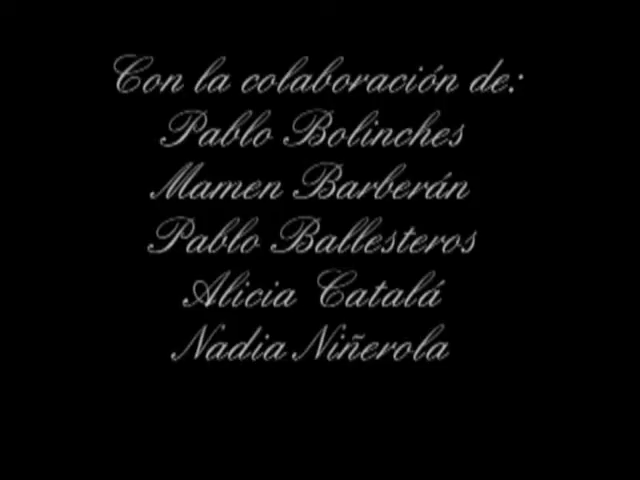 Con la colaboración de:
Pablo Bolinches
Mamen Barberán
Pablo Ballesteros
Alicia Catalá
Nadia Niñerola